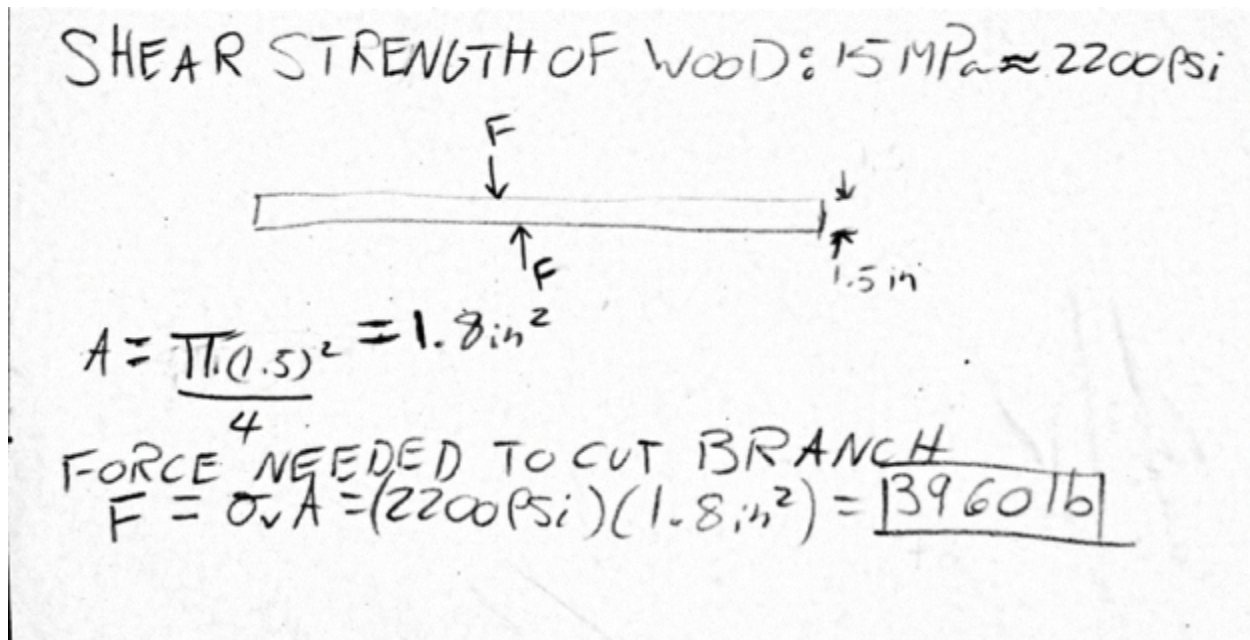 SHEAR STRENGTH OF WOOD: 15 MPa ≈ 2200 psi
F
F
1.5 in
A = π(1.5)² = 1.8 in²
4
FORCE NEEDED TO CUT BRANCH
F = σv A = (2200 psi)(1.8 in²) = 3960 lb